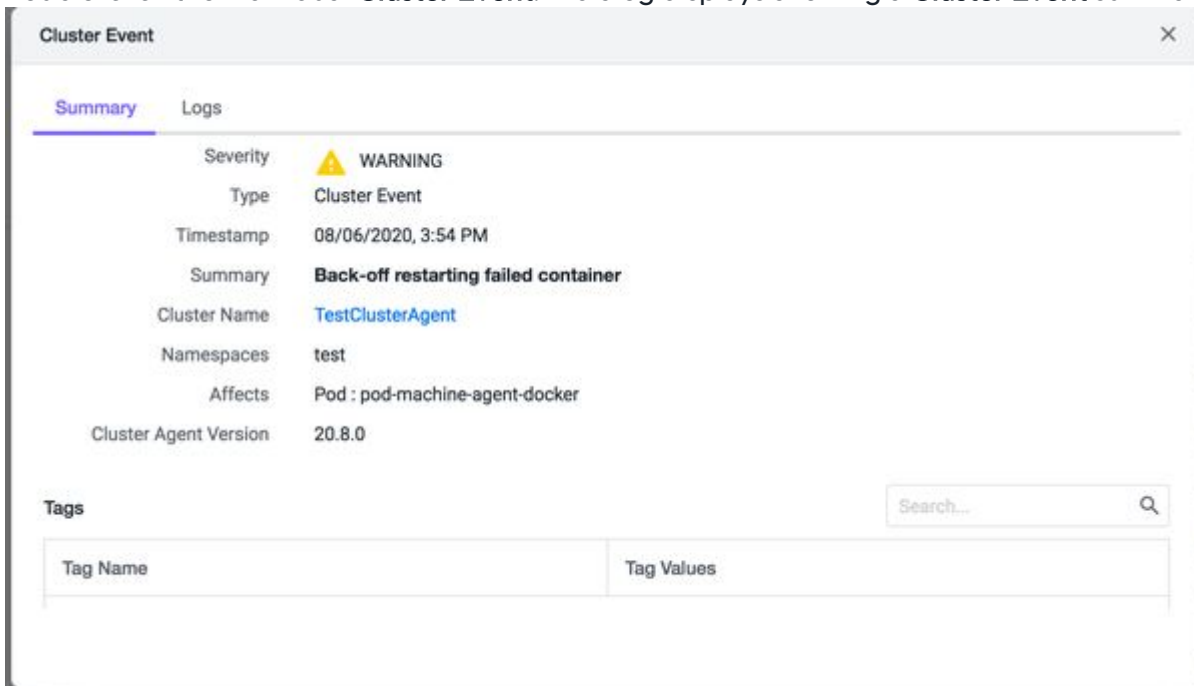 Cluster Event
Summary Logs
Severity WARNING
Type Cluster Event
Timestamp 08/06/2020, 3:54 PM
Summary Back-off restarting failed container
Cluster Name TestClusterAgent
Namespaces test
Affects Pod : pod-machine-agent-docker
Cluster Agent Version 20.8.0
Tags Search...
Tag Name Tag Values